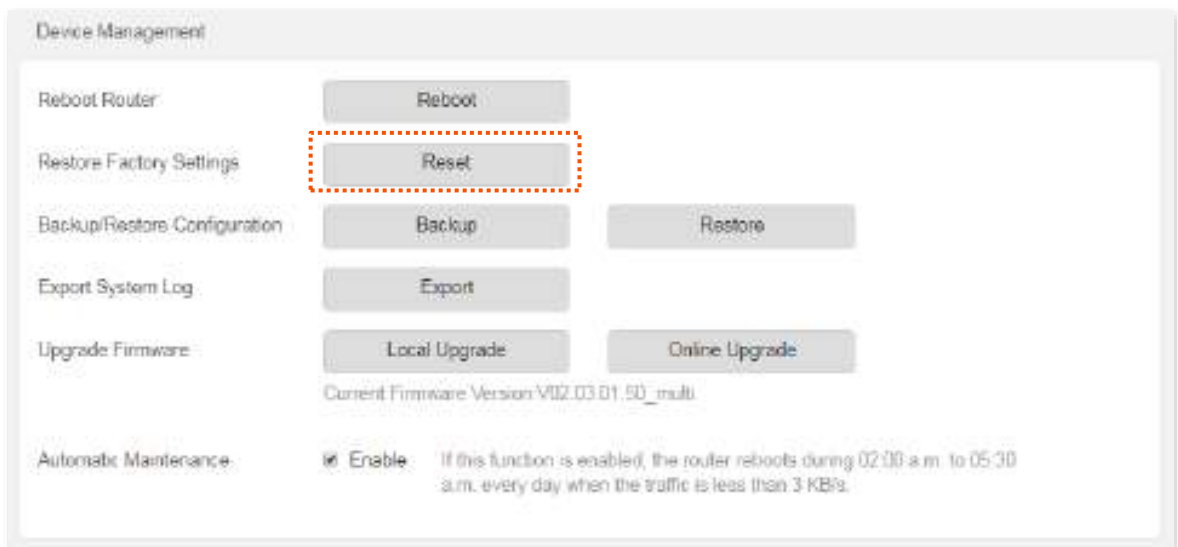 Device Management
Reboot Router Reboot
Restore Factory Settings Reset
Backup/Restore Configuration Backup Restore
Export System Log Export
Upgrade Firmware Local Upgrade Online Upgrade
Current Firmware Version:V02.03.01.50_multi
Automatic Maintenance Enable If this function is enabled, the router reboots during 02:00 a.m. to 05:30
a.m. every day when the traffic is less than 3 KB/s.